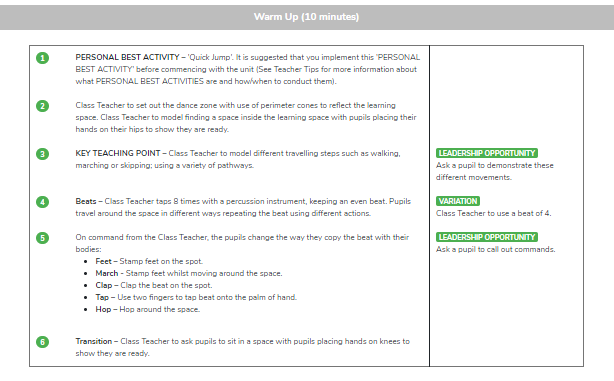 Warm Up (10 minutes)
1
PERSONAL BEST ACTIVITY – 'Quick Jump'. It is suggested that you implement this 'PERSONAL
BEST ACTIVITY' before commencing with the unit (See Teacher Tips for more information about
what PERSONAL BEST ACTIVITIES are and how/when to conduct them).
2
Class Teacher to set out the dance zone with use of perimeter cones to reflect the learning
space. Class Teacher to model finding a space inside the learning space with pupils placing their
hands on their hips to show they are ready.
3
KEY TEACHING POINT – Class Teacher to model different travelling steps such as walking,
marching or skipping; using a variety of pathways.
LEADERSHIP OPPORTUNITY
Ask a pupil to demonstrate these
different movements.
4
Beats – Class Teacher taps 8 times with a percussion instrument, keeping an even beat. Pupils
travel around the space in different ways repeating the beat using different actions.
VARIATION
Class Teacher to use a beat of 4.
5
On command from the Class Teacher, the pupils change the way they copy the beat with their
bodies:
• Feet – Stamp feet on the spot.
• March - Stamp feet whilst moving around the space.
• Clap – Clap the beat on the spot.
• Tap – Use two fingers to tap beat onto the palm of hand.
• Hop – Hop around the space.
LEADERSHIP OPPORTUNITY
Ask a pupil to call out commands.
6
Transition – Class Teacher to ask pupils to sit in a space with pupils placing hands on knees to
show they are ready.